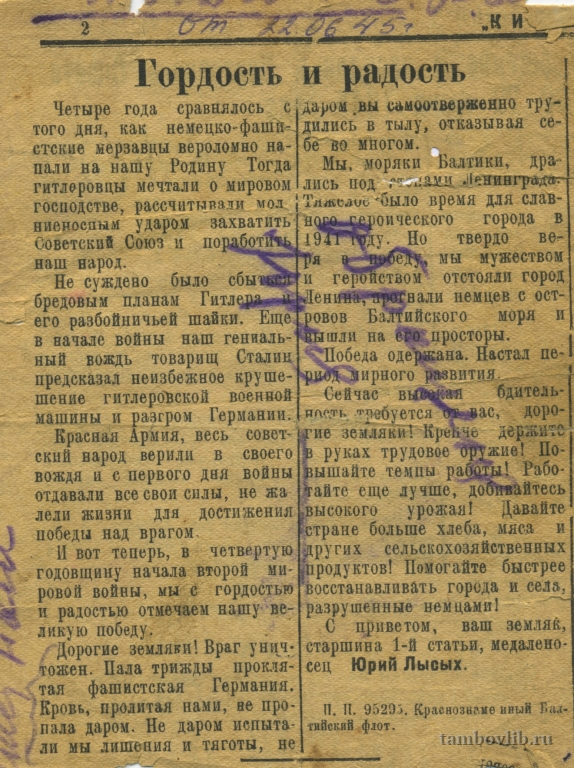 2
от 22.06.45 г
„КИ
Гордость и радость
Четыре года сравнялось с
того дня, как немецко-фаши-
стские мерзавцы вероломно на-
пали на нашу Родину Тогда
гитлеровцы мечтали о мировом
господстве, рассчитывали мол-
ниеносным ударом захватить
Советский Союз и поработить
наш народ.
Не суждено было сбыться
бредовым планам Гитлера и
его разбойничьей шайки. Еще
в начале войны наш гениаль-
ный вождь товарищ Сталин
предсказал неизбежное круше-
шение гитлеровской военной
машины и разгром Германии.
Красная Армия, весь совет-
ский народ верили в своего
вождя и с первого дня войны
отдавали все свои силы, не жа-
лели жизни для достижения
победы над врагом.
И вот теперь, в четвертую
годовщину начала второй ми-
ровой войны, мы с гордостью
и радостью отмечаем нашу ве-
ликую победу.
Дорогие земляки! Враг унич-
тожен. Пала трижды прокля-
тая фашистская Германия.
Кровь, пролитая нами, не про-
пала даром. Не даром испыта-
ли мы лишения и тяготы, не
даром вы самоотверженно тру-
дились в тылу, отказывая се-
бе во многом.
Мы, моряки Балтики, дра-
лись под стенами Ленинграда.
Тяжелое было время для слав-
ного героического города в
1941 году. Но твердо ве-
ря в победу, мы мужеством
и геройством отстояли город
Ленина, прогнали немцев с ост-
ровов Балтийского моря и
вышли на его просторы.
Победа одержана. Настал пе-
риод мирного развития.
Сейчас высокая бдитель-
ность требуется от вас, доро-
гие земляки! Крепче держите
в руках трудовое оружие! По-
вышайте темпы работы! Рабо-
тайте еще лучше, добивайтесь
высокого урожая! Давайте
стране больше хлеба, мяса и
других сельскохозяйственных
продуктов! Помогайте быстрее
восстанавливать города и села,
разрушенные немцами!
С приветом, ваш земляк,
старшина 1-й статьи, медалено-
сец Юрий Лысых.
П. П. 95295. Краснознаменный Бал-
тийский флот.
tambovlib.ru